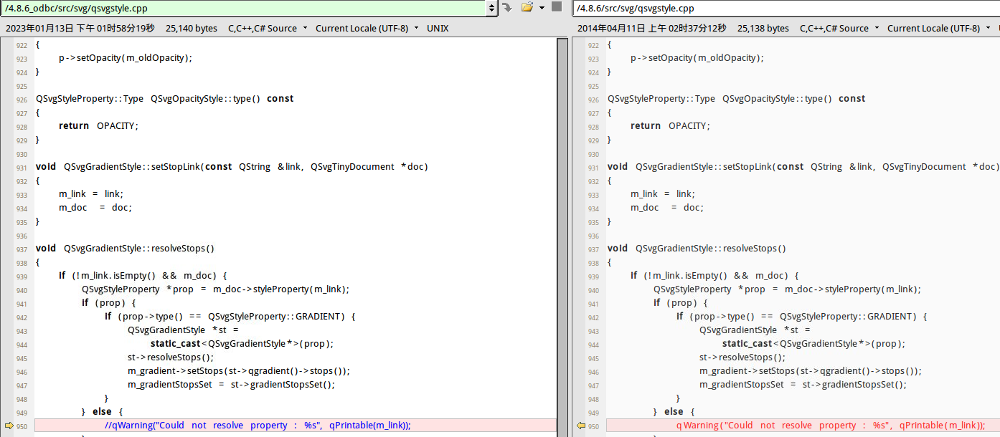 /4.8.6_odbc/src/svg/qsvgstyle.cpp
2023年01月13日 下午 01时58分19秒 25,140 bytes C,C++,C# Source Current Locale (UTF-8) UNIX
922 {
923 p->setOpacity(m_oldOpacity);
924 }
925
926 QSvgStyleProperty::Type QSvgOpacityStyle::type() const
927 {
928 return OPACITY;
929 }
930
931 void QSvgGradientStyle::setStopLink(const QString &link, QSvgTinyDocument *doc)
932 {
933 m_link = link;
934 m_doc = doc;
935 }
936
937 void QSvgGradientStyle::resolveStops()
938 {
939 if (!m_link.isEmpty() && m_doc) {
940 QSvgStyleProperty *prop = m_doc->styleProperty(m_link);
941 if (prop) {
942 if (prop->type() == QSvgStyleProperty::GRADIENT) {
943 QSvgGradientStyle *st =
944 static_cast<QSvgGradientStyle*>(prop);
945 st->resolveStops();
946 m_gradient->setStops(st->qgradient()->stops());
947 m_gradientStopsSet = st->gradientStopsSet();
948 }
949 } else {
950 //qWarning("Could not resolve property : %s", qPrintable(m_link));
/4.8.6/src/svg/qsvgstyle.cpp
2014年04月11日 上午 02时37分12秒 25,138 bytes C,C++,C# Source Current Locale (UTF-8)
922 {
923 p->setOpacity(m_oldOpacity);
924 }
925
926 QSvgStyleProperty::Type QSvgOpacityStyle::type() const
927 {
928 return OPACITY;
929 }
930
931 void QSvgGradientStyle::setStopLink(const QString &link, QSvgTinyDocument *doc)
932 {
933 m_link = link;
934 m_doc = doc;
935 }
936
937 void QSvgGradientStyle::resolveStops()
938 {
939 if (!m_link.isEmpty() && m_doc) {
940 QSvgStyleProperty *prop = m_doc->styleProperty(m_link);
941 if (prop) {
942 if (prop->type() == QSvgStyleProperty::GRADIENT) {
943 QSvgGradientStyle *st =
944 static_cast<QSvgGradientStyle*>(prop);
945 st->resolveStops();
946 m_gradient->setStops(st->qgradient()->stops());
947 m_gradientStopsSet = st->gradientStopsSet();
948 }
949 } else {
950 qWarning("Could not resolve property : %s", qPrintable(m_link));